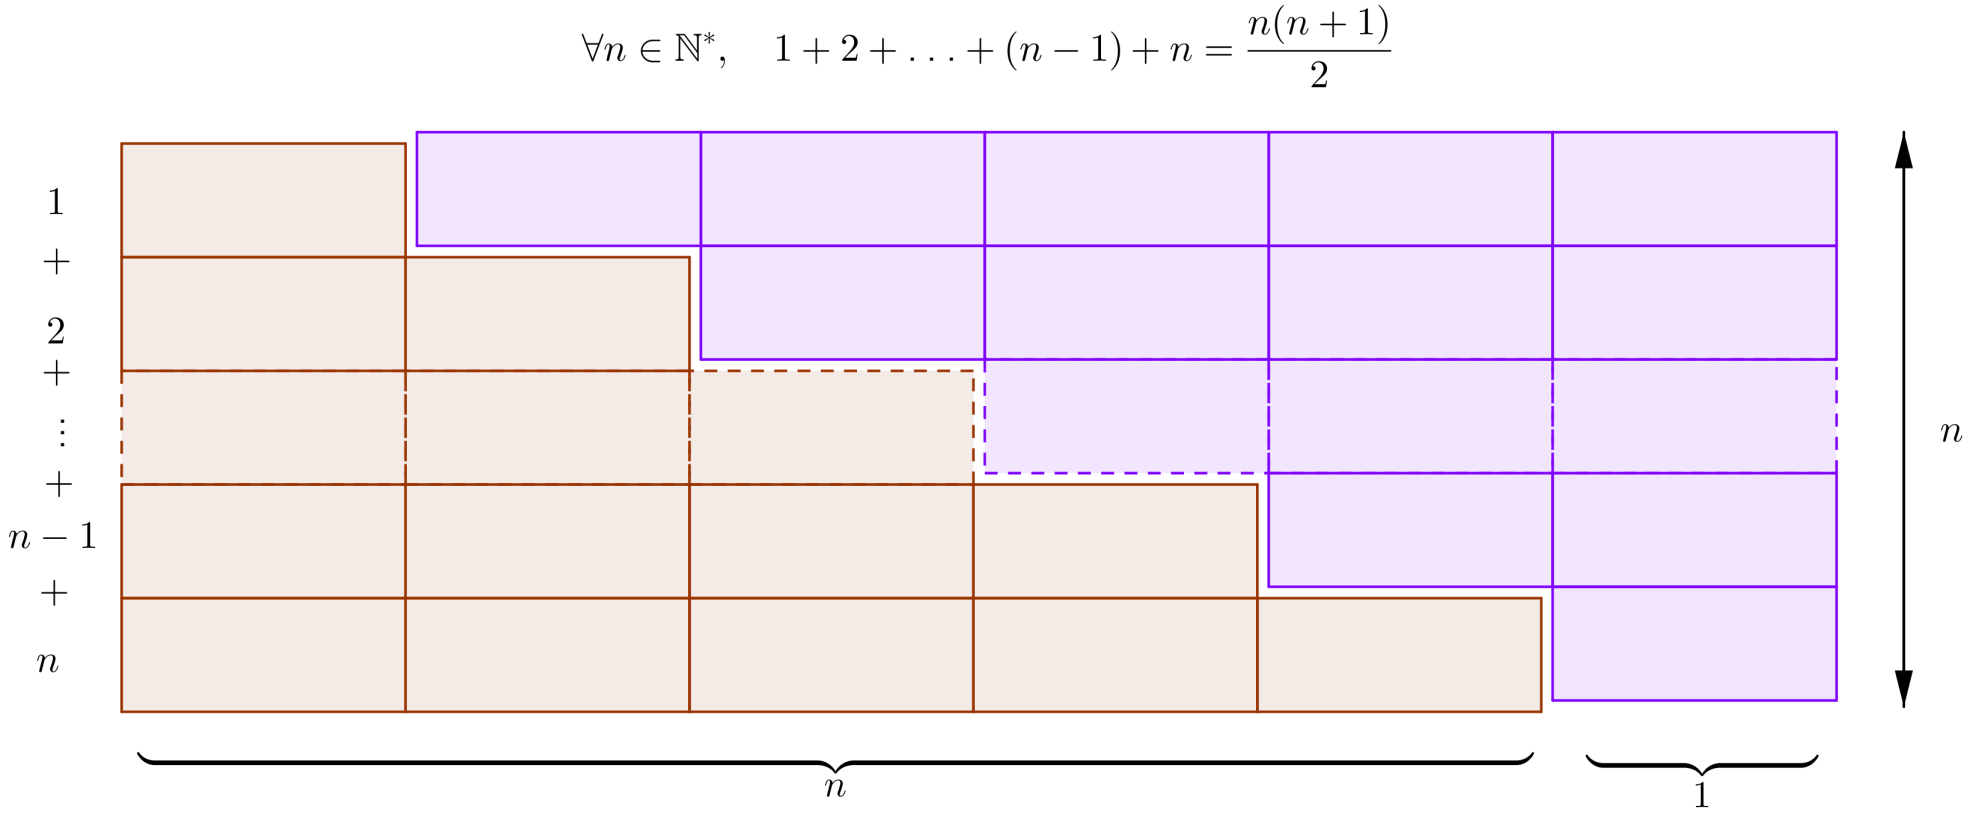 ∀n ∈ ℕ*, 1 + 2 + . . . + (n − 1) + n = n(n + 1)/2
1
+
2
+
⋮
+
n − 1
+
n
n
n
1